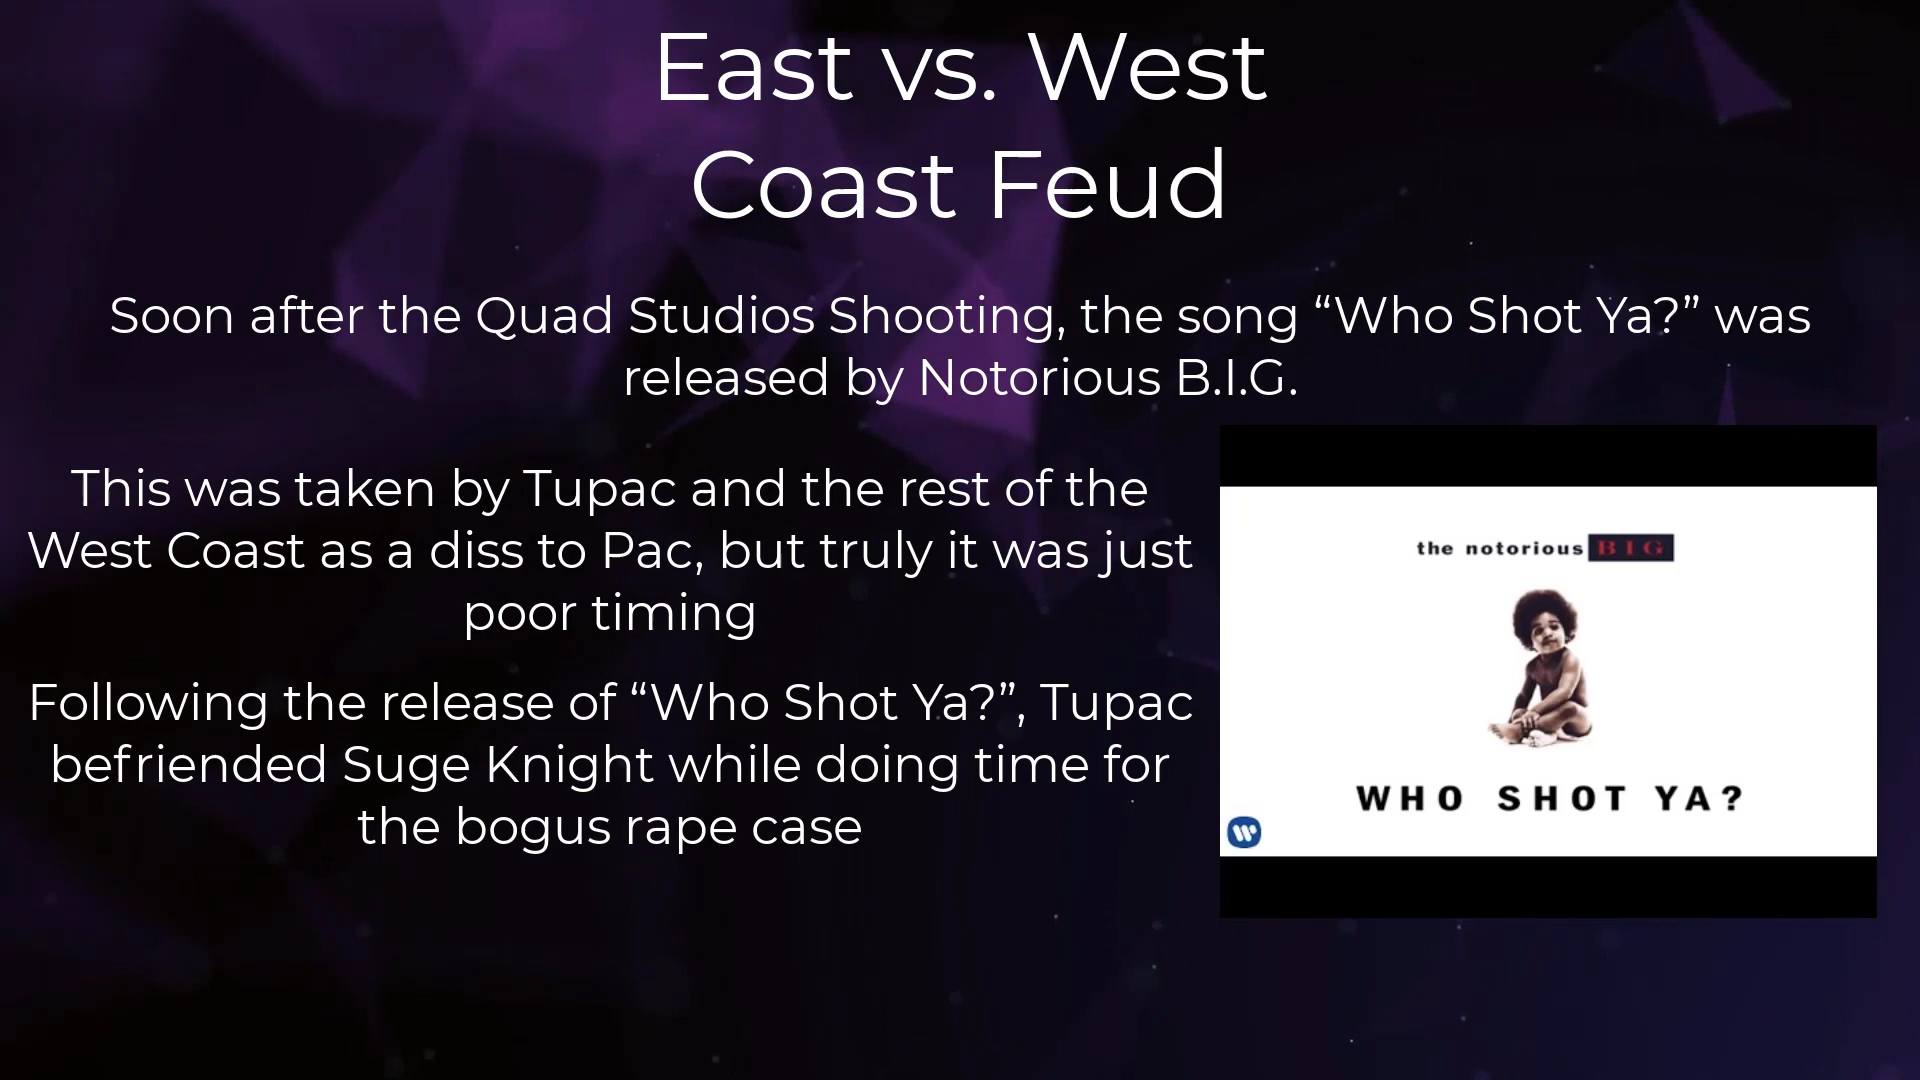 East vs. West
Coast Feud
Soon after the Quad Studios Shooting, the song “Who Shot Ya?” was
released by Notorious B.I.G.
This was taken by Tupac and the rest of the
West Coast as a diss to Pac, but truly it was just
poor timing
Following the release of “Who Shot Ya?”, Tupac
befriended Suge Knight while doing time for
the bogus rape case
the notorious BIG
WHO SHOT YA?